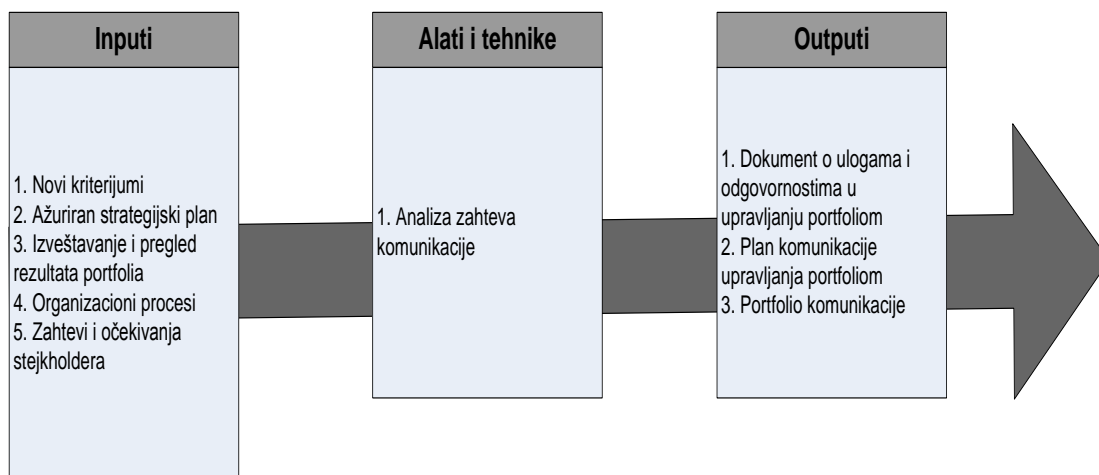 Inputi
1. Novi kriterijumi
2. Ažuriran strategijski plan
3. Izveštavanje i pregled
rezultata portfolia
4. Organizacioni procesi
5. Zahtevi i očekivanja
stejkholdera
Alati i tehnike
1. Analiza zahteva
komunikacije
Outputi
1. Dokument o ulogama i
odgovornostima u
upravljanju portfoliom
2. Plan komunikacije
upravljanja portfoliom
3. Portfolio komunikacije